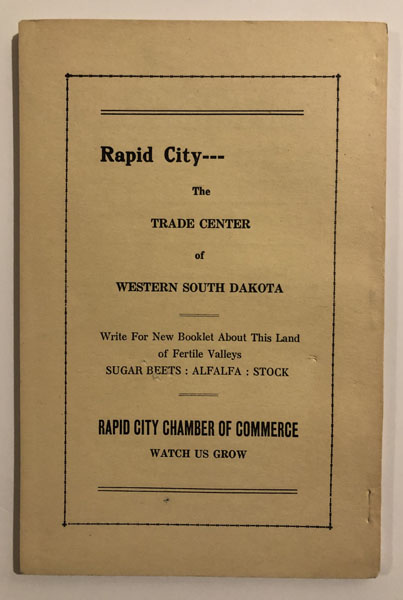 Rapid City---
The
TRADE CENTER
of
WESTERN SOUTH DAKOTA
Write For New Booklet About This Land
of Fertile Valleys
SUGAR BEETS : ALFALFA : STOCK
RAPID CITY CHAMBER OF COMMERCE
WATCH US GROW